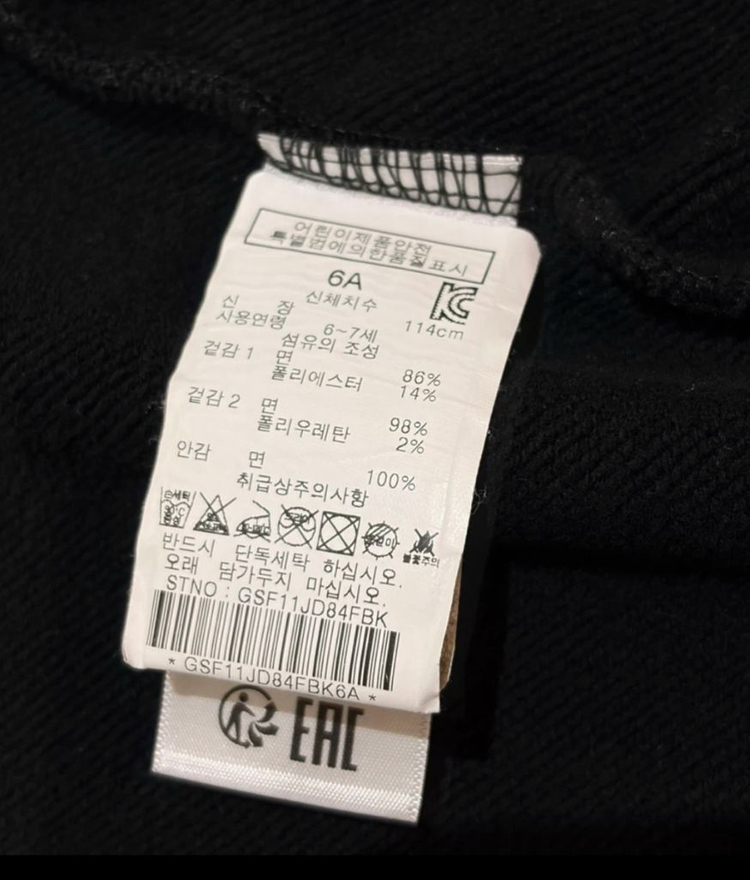 어린이제품안전
특별법에의한품질표시
6A
신체치수
신 장 114cm
사용연령 6~7세
섬유의 조성
겉감 1 면 86%
폴리에스터 14%
겉감 2 면 98%
폴리우레탄 2%
안감 면 100%
취급상주의사항
불꽃주의
반드시 단독세탁 하십시오.
오래 담가두지 마십시오.
STNO : GSF11JD84FBK
* GSF11JD84FBK6A *
EAC